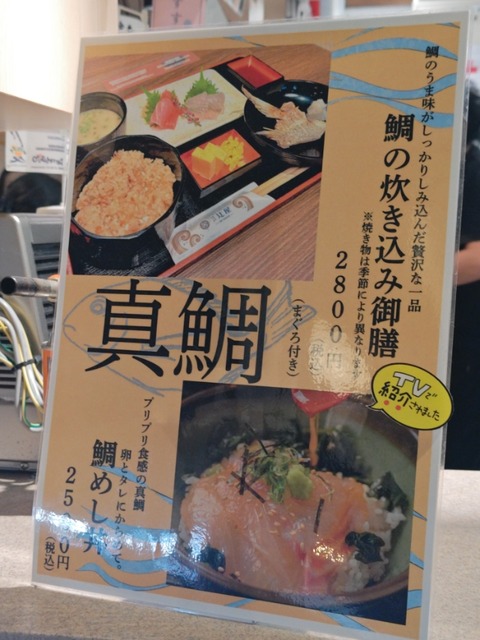 鯛のうま味がしっかりしみ込んだ贅沢な一品
鯛の炊き込み御膳
※焼き物は季節により異なります
2800円(税込)
(まぐろ付き)
真鯛
TVで
紹介されました
プリプリ食感の真鯛
卵とタレにからめて、
鯛めし丼
円(税込)